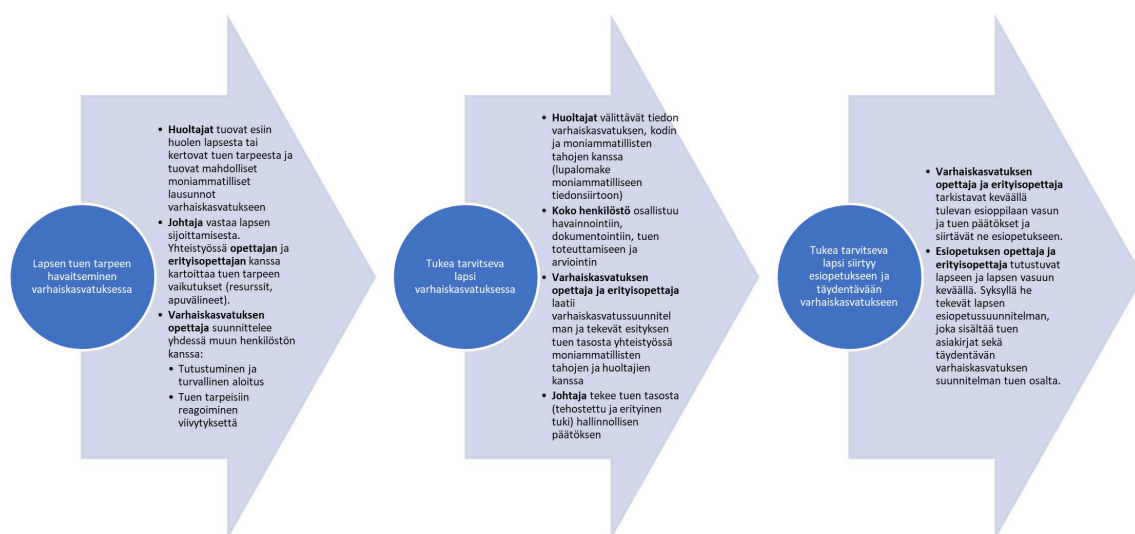 Lapsen tuen tarpeen
havaitseminen
varhaiskasvatuksessa
• Huoltajat tuovat esiin
huolen lapsesta tai
kertovat tuen tarpeesta ja
tuovat mahdolliset
moniammatilliset
lausunnot
varhaiskasvatukseen
• Johtaja vastaa lapsen
sijoittamisesta.
Yhteistyössä opettajan ja
erityisopettajan kanssa
kartoittaa tuen tarpeen
vaikutukset (resurssit,
apuvälineet).
• Varhaiskasvatuksen
opettaja suunnittelee
yhdessä muun henkilöstön
kanssa:
• Tutustuminen ja
turvallinen aloitus
• Tuen tarpeisiin
reagoiminen
viivytyksettä
Tukea tarvitseva
lapsi
varhaiskasvatuksessa
• Huoltajat välittävät tiedon
varhaiskasvatuksen, kodin
ja moniammatillisten
tahojen kanssa
(lupalomake
moniammatilliseen
tiedonsiirtoon)
• Koko henkilöstö osallistuu
havainnointiin,
dokumentointiin, tuen
toteuttamiseen ja
arviointin
• Varhaiskasvatuksen
opettaja ja erityisopettaja
laatii
varhaiskasvatussuunnitel
man ja tekevät esityksen
tuen tasosta yhteistyössä
moniammatillisten
tahojen ja huoltajien
kanssa
• Johtaja tekee tuen tasosta
(tehostettu ja erityinen
tuki) hallinnollisen
päätöksen
Tukea tarvitseva
lapsi siirtyy
esiopetukseen ja
täydentävään
varhaiskasvatukseen
• Varhaiskasvatuksen
opettaja ja erityisopettaja
tarkistavat keväällä
tulevan esioppilaan vasun
ja tuen päätökset ja
siirtävät ne esiopetukseen.
• Esiopetuksen opettaja ja
erityisopettaja tutustuvat
lapseen ja lapsen vasuun
keväällä. Syksyllä he
tekevät lapsen
esiopetussuunnitelman,
joka sisältää tuen
asiakirjat sekä
täydentävän
varhaiskasvatuksen
suunnitelman tuen osalta.